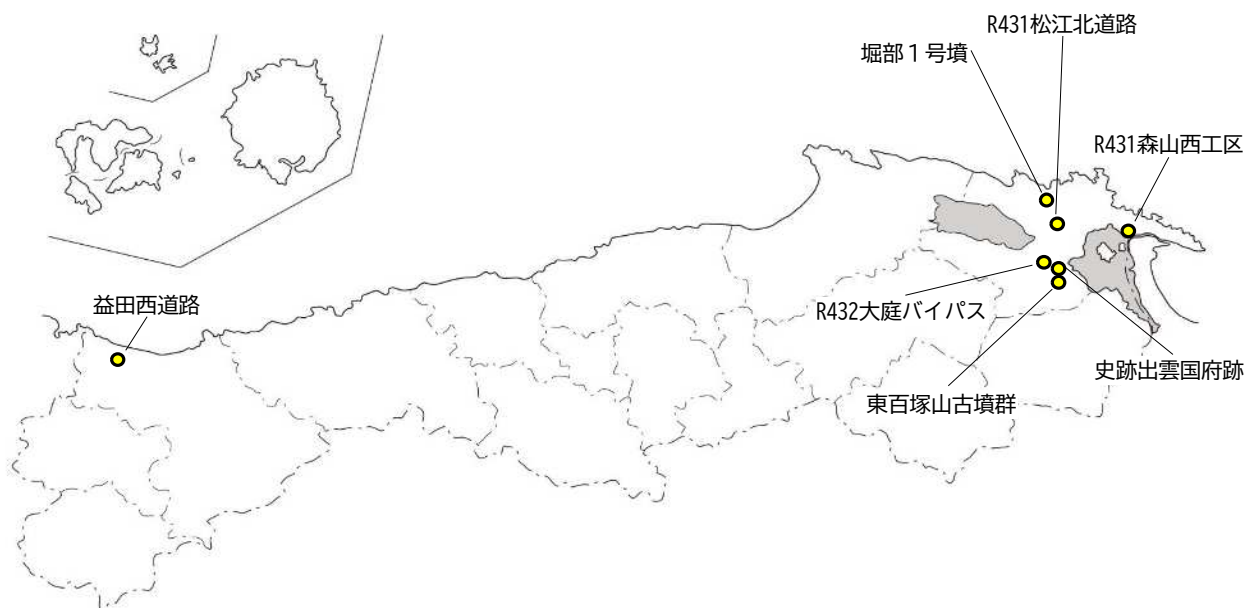 R431松江北道路
堀部１号墳
R431森山西工区
益田西道路
R432大庭バイパス
史跡出雲国府跡
東百塚山古墳群